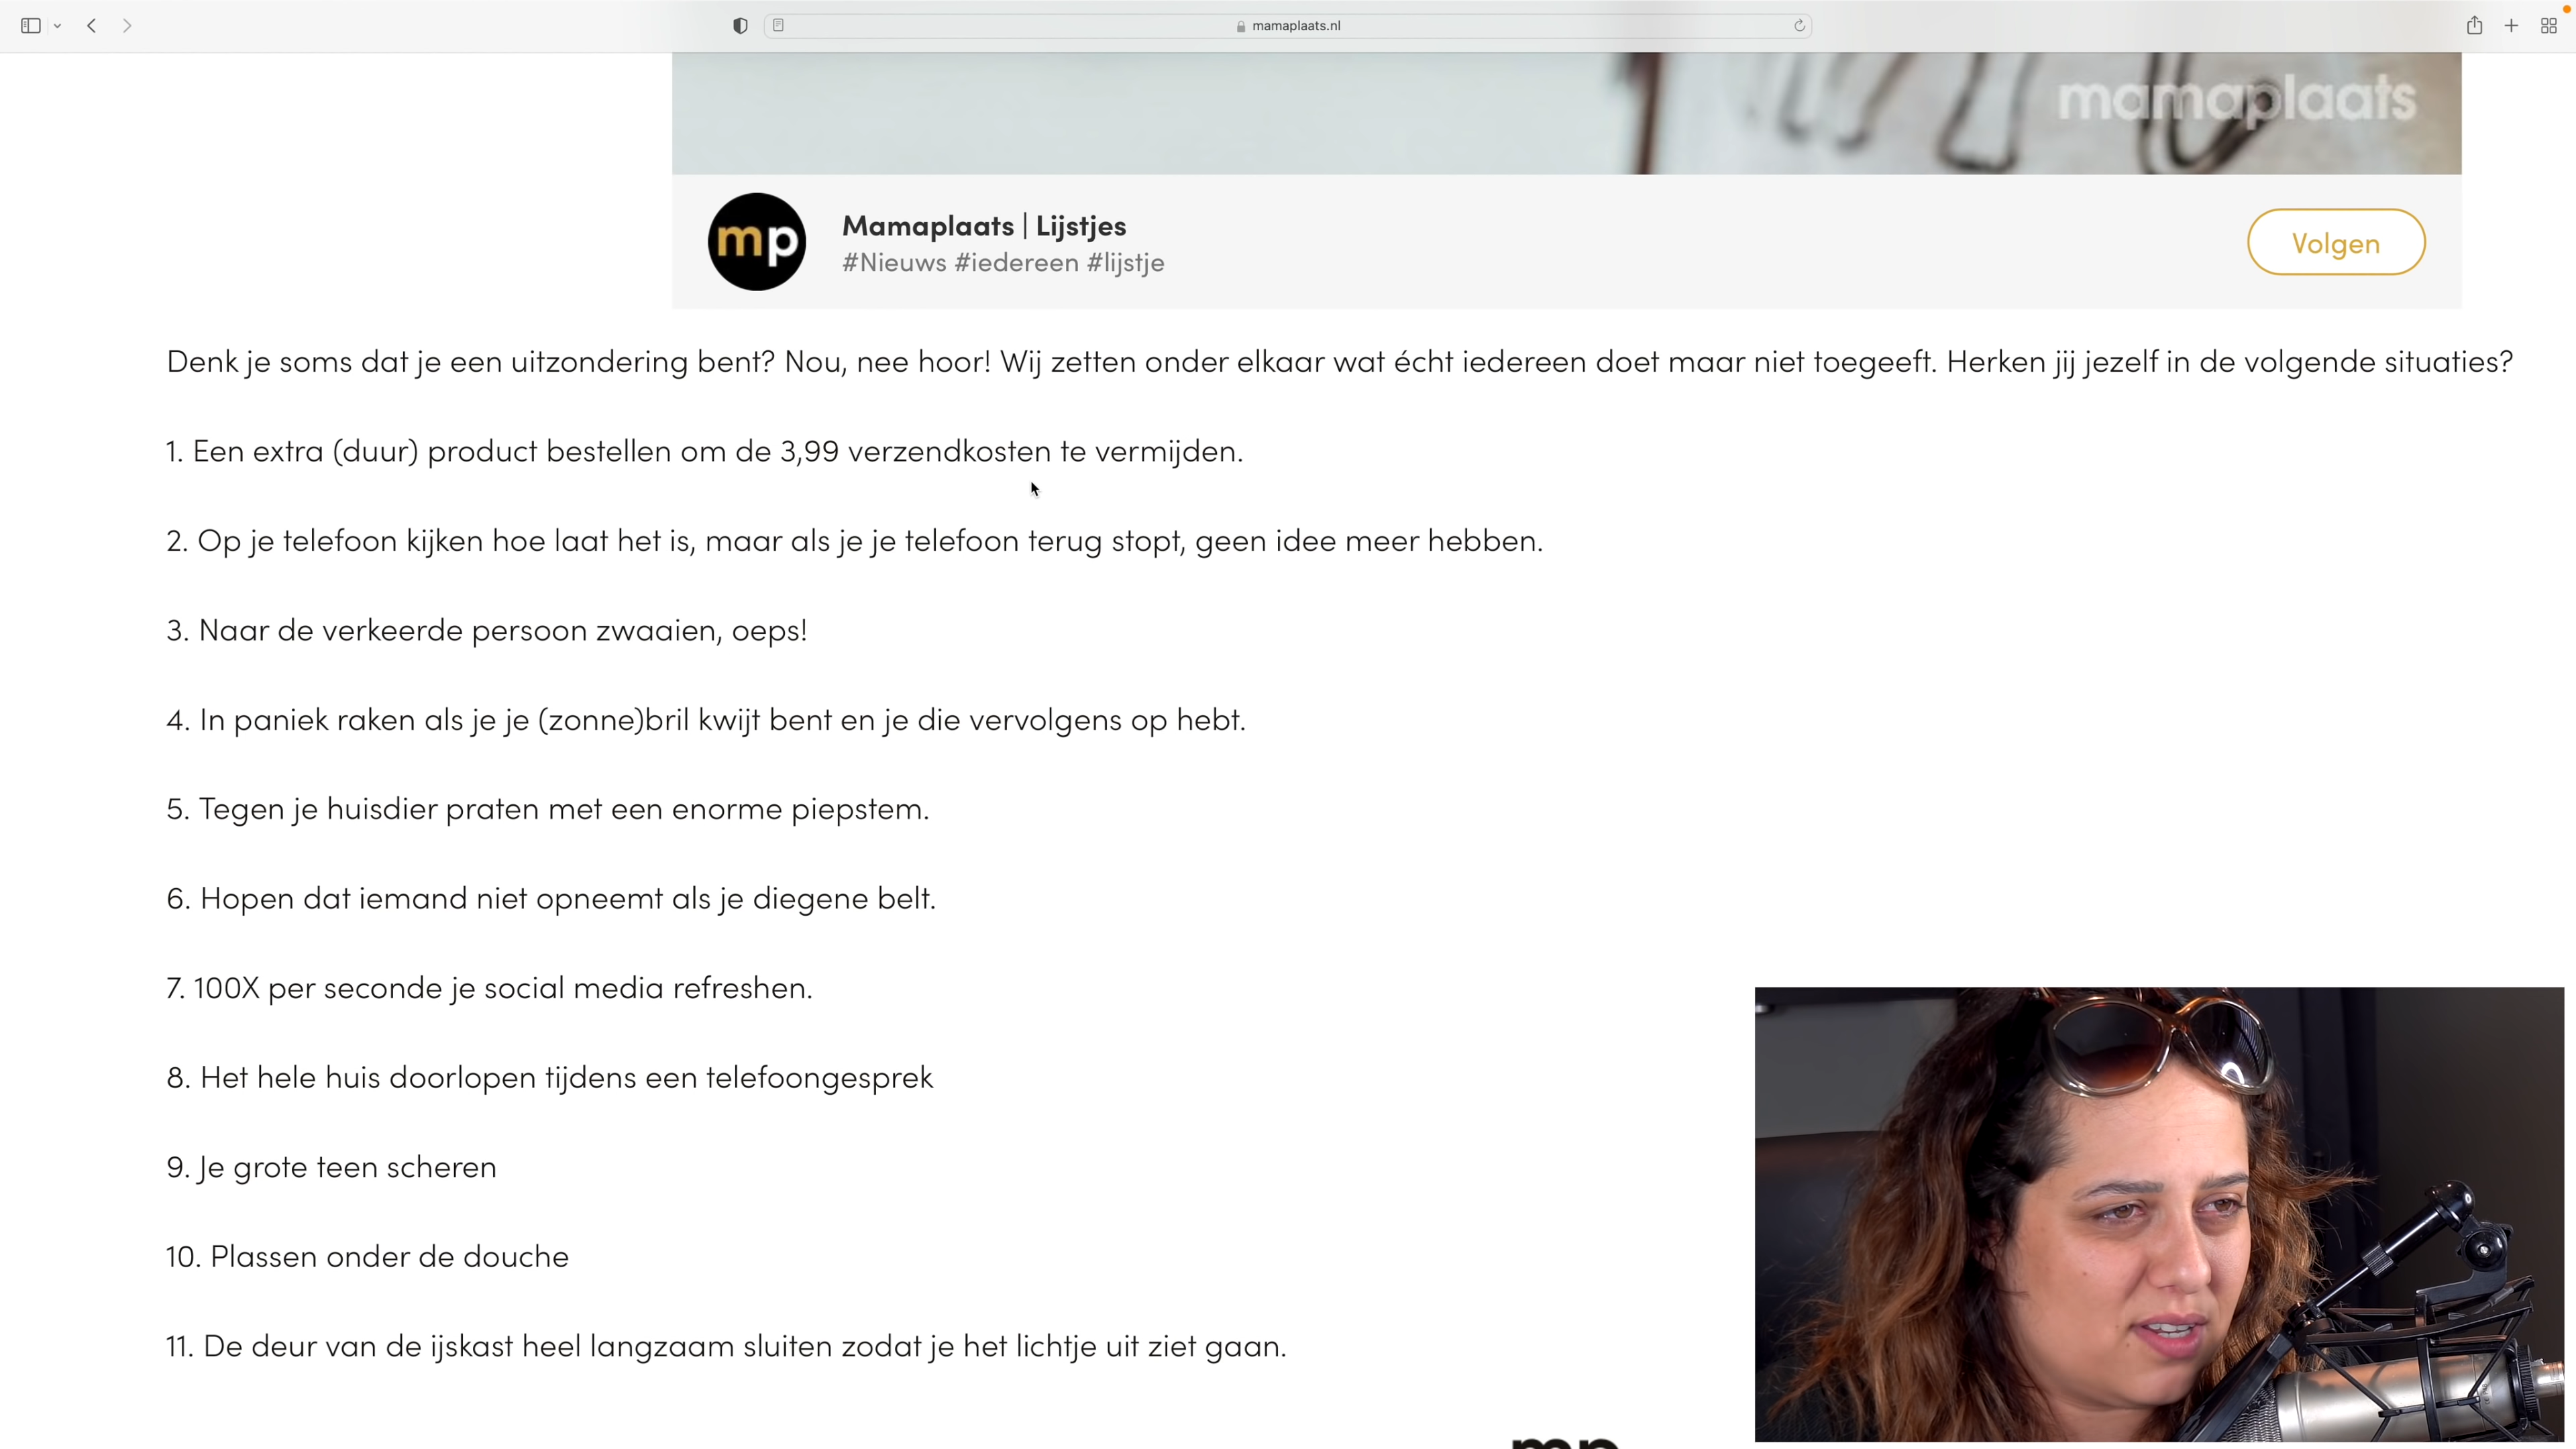 mamaplaats.nl
mamaplaats
mp
Mamaplaats | Lijstjes
#Nieuws #iedereen #lijstje
Volgen
Denk je soms dat je een uitzondering bent? Nou, nee hoor! Wij zetten onder elkaar wat écht iedereen doet maar niet toegeeft. Herken jij jezelf in de volgende situaties?
1. Een extra (duur) product bestellen om de 3,99 verzendkosten te vermijden.
2. Op je telefoon kijken hoe laat het is, maar als je je telefoon terug stopt, geen idee meer hebben.
3. Naar de verkeerde persoon zwaaien, oeps!
4. In paniek raken als je je (zonne)bril kwijt bent en je die vervolgens op hebt.
5. Tegen je huisdier praten met een enorme piepstem.
6. Hopen dat iemand niet opneemt als je diegene belt.
7. 100X per seconde je social media refreshen.
8. Het hele huis doorlopen tijdens een telefoongesprek
9. Je grote teen scheren
10. Plassen onder de douche
11. De deur van de ijskast heel langzaam sluiten zodat je het lichtje uit ziet gaan.